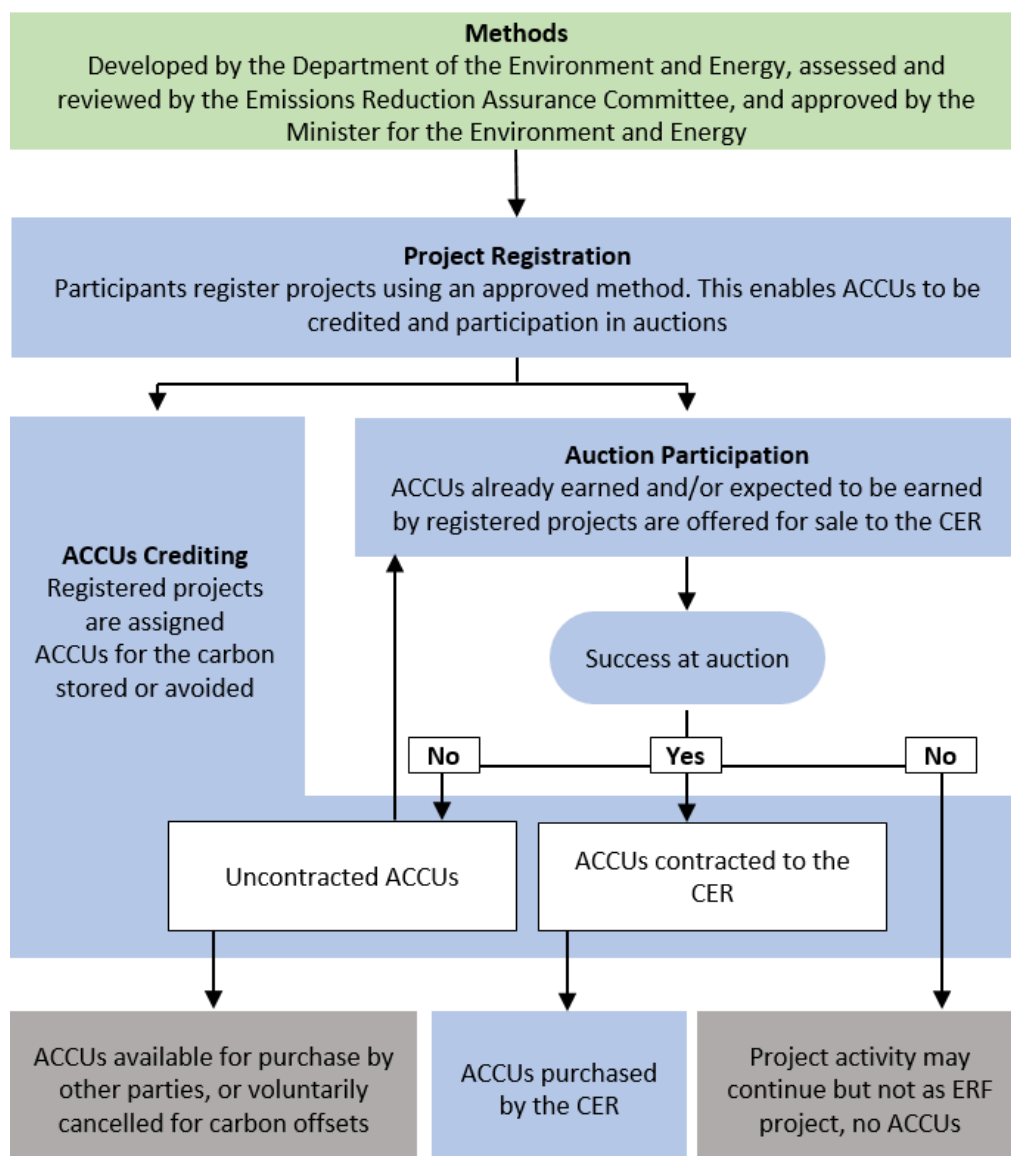 Methods
Developed by the Department of the Environment and Energy, assessed and
reviewed by the Emissions Reduction Assurance Committee, and approved by the
Minister for the Environment and Energy
Project Registration
Participants register projects using an approved method. This enables ACCUs to be
credited and participation in auctions
ACCUs Crediting
Registered projects
are assigned
ACCUs for the carbon
stored or avoided
Auction Participation
ACCUs already earned and/or expected to be earned
by registered projects are offered for sale to the CER
Success at auction
No
Yes
No
Uncontracted ACCUs
ACCUs contracted to the
CER
ACCUs available for purchase by
other parties, or voluntarily
cancelled for carbon offsets
ACCUs purchased
by the CER
Project activity may
continue but not as ERF
project, no ACCUs